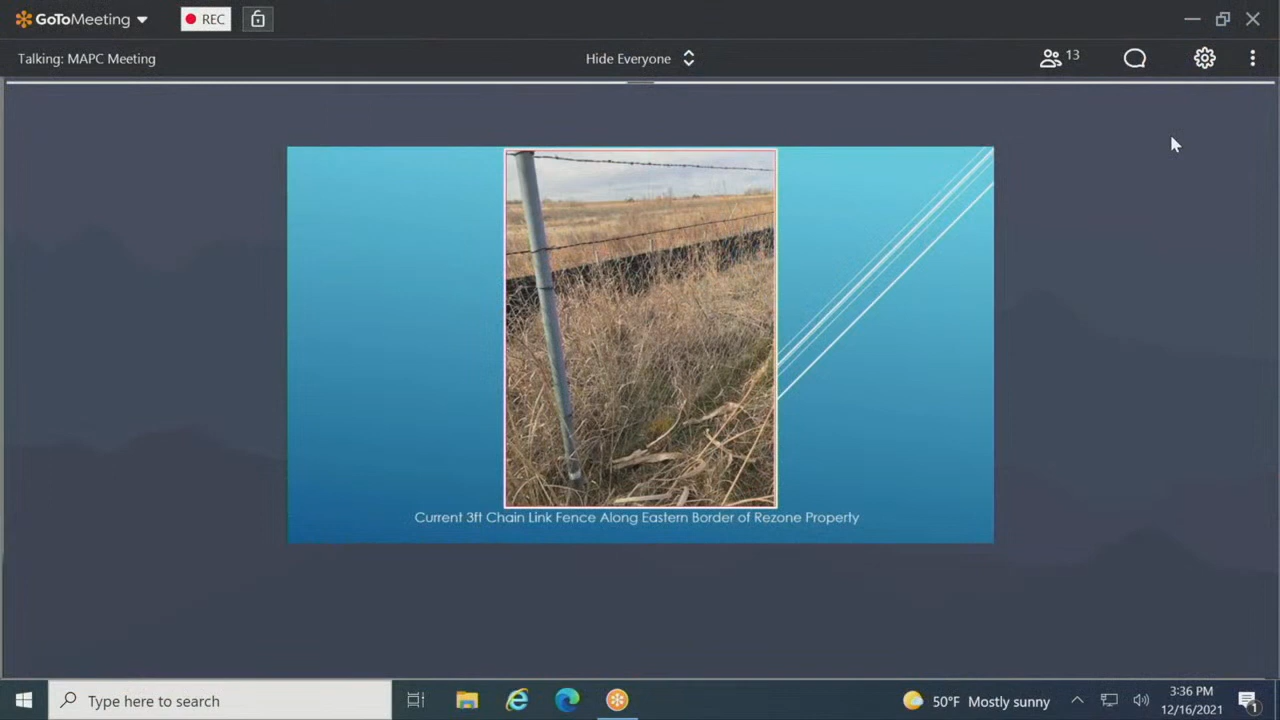 GoToMeeting
REC
Talking: MAPC Meeting
Hide Everyone
13
Current 3ft Chain Link Fence Along Eastern Border of Rezone Property
Type here to search
50°F Mostly sunny
3:36 PM
12/16/2021
1